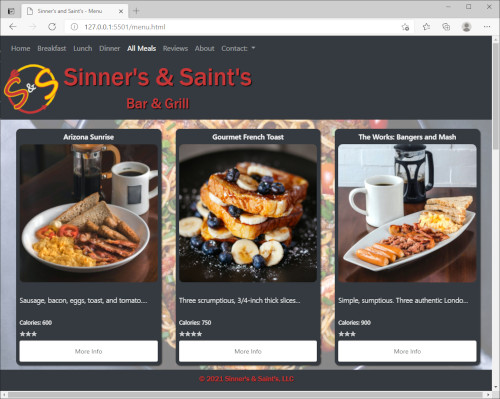 Sinner's and Saint's - Menu
127.0.0.1:5501/menu.html
Home Breakfast Lunch Dinner All Meals Reviews About Contact:
S&S Sinner's & Saint's
Bar & Grill
Arizona Sunrise
Gourmet French Toast
The Works: Bangers and Mash
Sausage, bacon, eggs, toast, and tomato....
Three scrumptious, 3/4-inch thick slices...
Simple, sumptious. Three authentic Londo...
Calories: 600
Calories: 750
Calories: 900
More Info
More Info
More Info
© 2021 Sinner's & Saint's, LLC